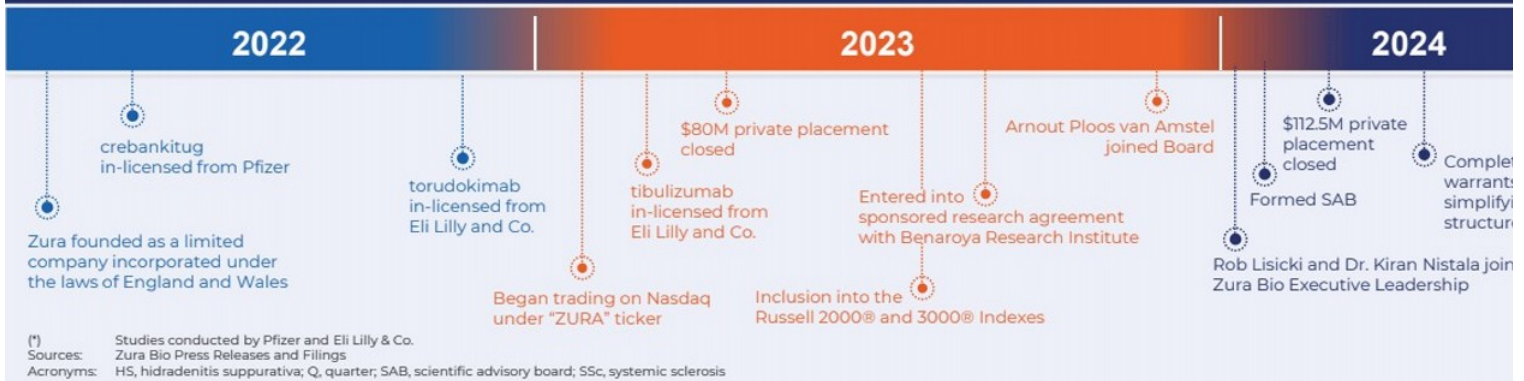 2022
2023
2024
crebankitug
in-licensed from Pfizer
Zura founded as a limited
company incorporated under
the laws of England and Wales
torudokimab
in-licensed from
Eli Lilly and Co.
Began trading on Nasdaq
under “ZURA” ticker
tibulizumab
in-licensed from
Eli Lilly and Co.
$80M private placement
closed
Inclusion into the
Russell 2000® and 3000® Indexes
Entered into
sponsored research agreement
with Benaroya Research Institute
Arnout Ploos van Amstel
joined Board
Rob Lisicki and Dr. Kiran Nistala join
Zura Bio Executive Leadership
Formed SAB
$112.5M private
placement
closed
(*) Studies conducted by Pfizer and Eli Lilly & Co.
Sources: Zura Bio Press Releases and Filings
Acronyms: HS, hidradenitis suppurativa; Q, quarter; SAB, scientific advisory board; SSc, systemic sclerosis